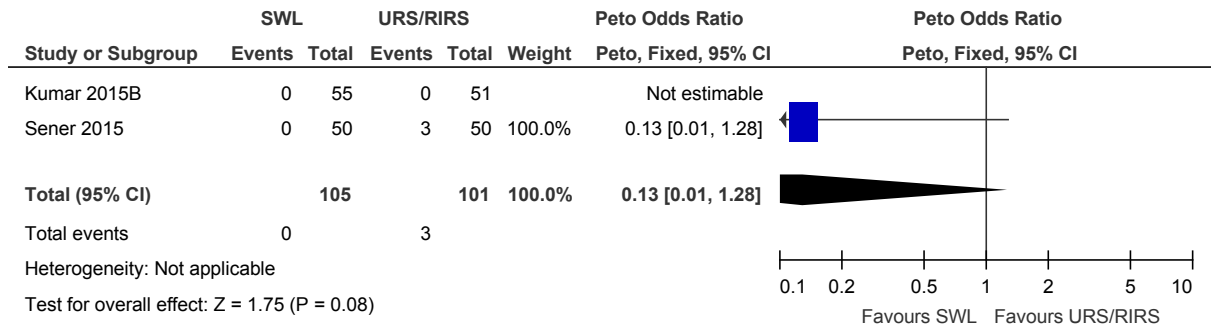 SWL URS/RIRS Peto Odds Ratio Peto Odds Ratio
Study or Subgroup Events Total Events Total Weight Peto, Fixed, 95% CI Peto, Fixed, 95% CI
Kumar 2015B 0 55 0 51 Not estimable
Sener 2015 0 50 3 50 100.0% 0.13 [0.01, 1.28]
Total (95% CI) 105 101 100.0% 0.13 [0.01, 1.28]
Total events 0 3
Heterogeneity: Not applicable
Test for overall effect: Z = 1.75 (P = 0.08)
0.1 0.2 0.5 1 2 5 10
Favours SWL Favours URS/RIRS